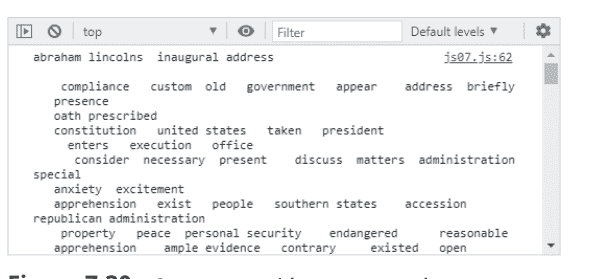 top Filter Default levels
abraham lincolns inaugural address js07.js:62
compliance custom old government appear address briefly
presence
oath prescribed
constitution united states taken president
enters execution office
consider necessary present discuss matters administration
special
anxiety excitement
apprehension exist people southern states accession
republican administration
property peace personal security endangered reasonable
apprehension ample evidence contrary existed open